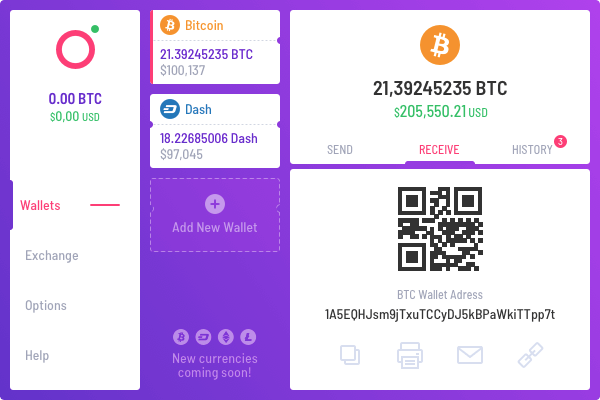 0.00 BTC
$0,00 USD
Wallets
Exchange
Options
Help
Bitcoin
21.39245235 BTC
$100,137
Dash
18.22685006 Dash
$97,045
Add New Wallet
New currencies
coming soon!
21,39245235 BTC
$205,550.21 USD
SEND
RECEIVE
HISTORY
3
BTC Wallet Adress
1A5EQHJsm9jTxuTCCyDJ5kBPaWkiTTpp7t